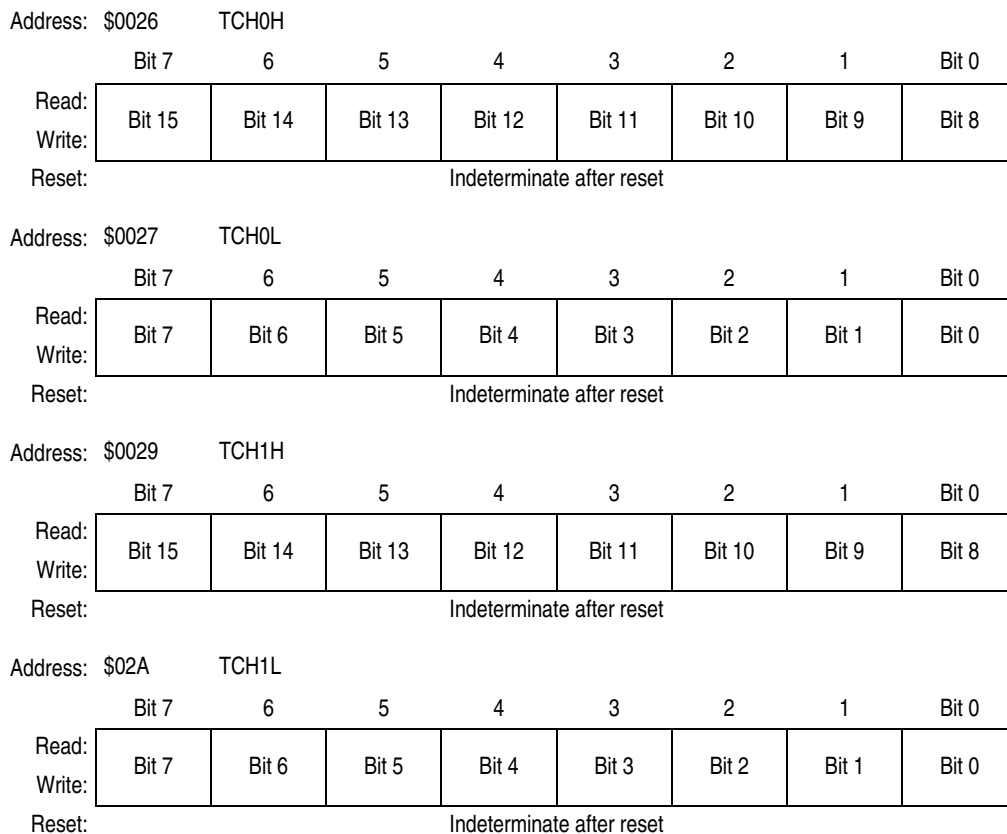 Address: $0026 TCH0H
Bit 7 6 5 4 3 2 1 Bit 0
Read:
Bit 15 Bit 14 Bit 13 Bit 12 Bit 11 Bit 10 Bit 9 Bit 8
Write:
Reset: Indeterminate after reset
Address: $0027 TCH0L
Bit 7 6 5 4 3 2 1 Bit 0
Read:
Bit 7 Bit 6 Bit 5 Bit 4 Bit 3 Bit 2 Bit 1 Bit 0
Write:
Reset: Indeterminate after reset
Address: $0029 TCH1H
Bit 7 6 5 4 3 2 1 Bit 0
Read:
Bit 15 Bit 14 Bit 13 Bit 12 Bit 11 Bit 10 Bit 9 Bit 8
Write:
Reset: Indeterminate after reset
Address: $02A TCH1L
Bit 7 6 5 4 3 2 1 Bit 0
Read:
Bit 7 Bit 6 Bit 5 Bit 4 Bit 3 Bit 2 Bit 1 Bit 0
Write:
Reset: Indeterminate after reset